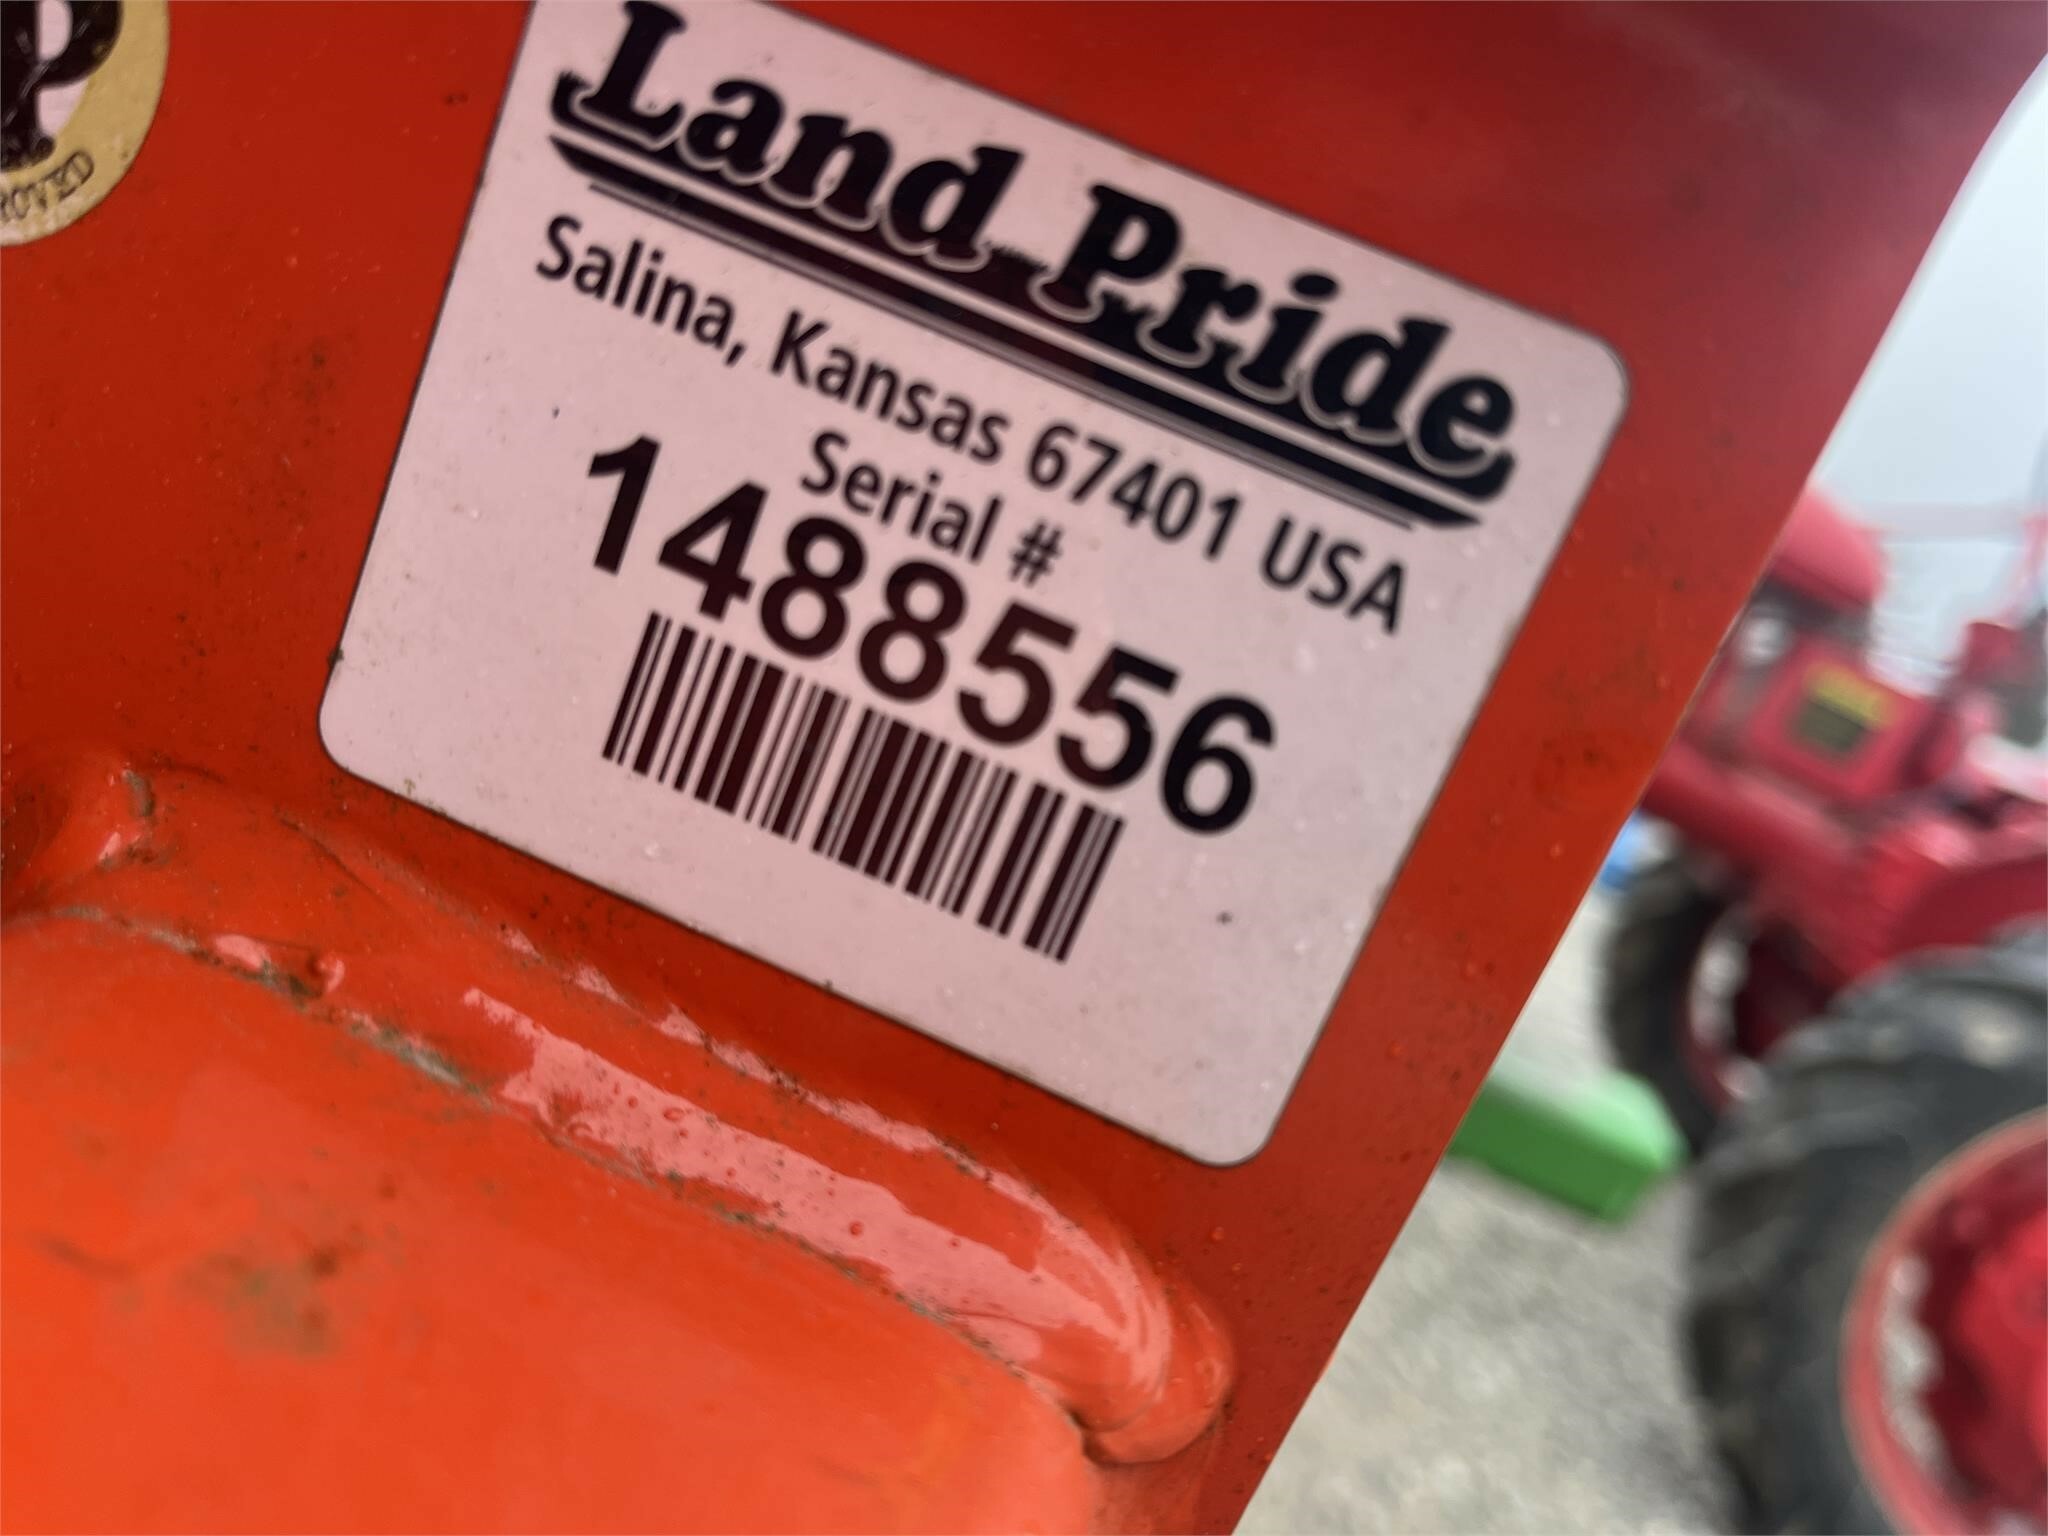 Land Pride
Salina, Kansas 67401 USA
Serial #
1488556